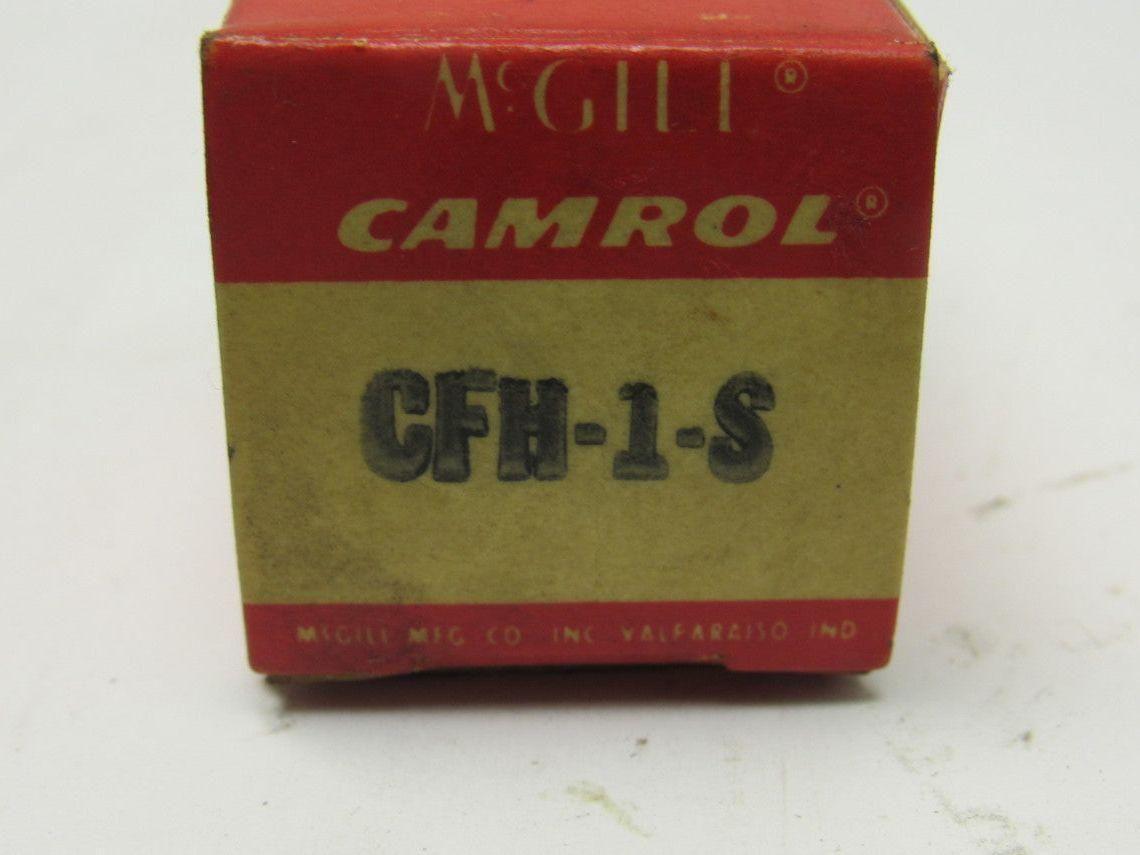 McGILL®
CAMROL®
CFH-1-S
McGILL MFG CO INC VALPARAISO IND